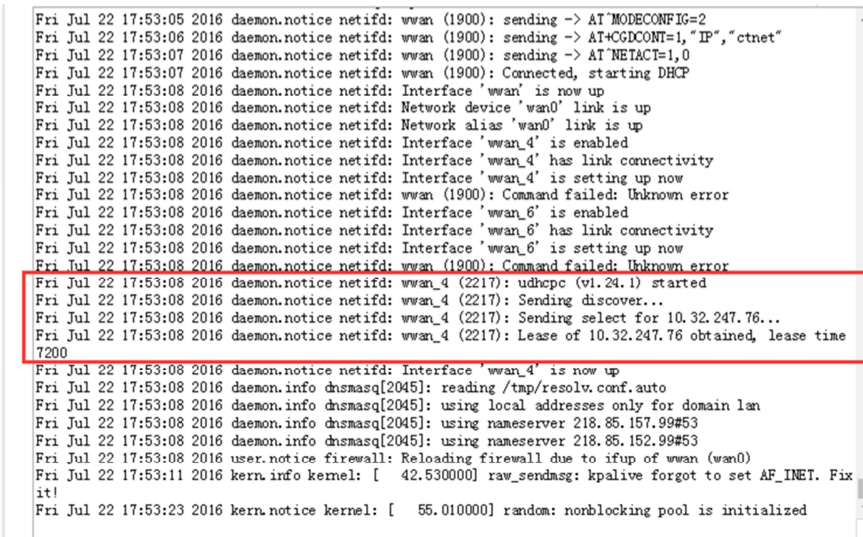 Fri Jul 22 17:53:05 2016 daemon.notice netifd: wwan (1900): sending -> AT^MODECONFIG=2
Fri Jul 22 17:53:06 2016 daemon.notice netifd: wwan (1900): sending -> AT+CGDCONT=1,"IP","ctnet"
Fri Jul 22 17:53:07 2016 daemon.notice netifd: wwan (1900): sending -> AT^NETACT=1,0
Fri Jul 22 17:53:07 2016 daemon.notice netifd: wwan (1900): Connected, starting DHCP
Fri Jul 22 17:53:08 2016 daemon.notice netifd: Interface 'wwan' is now up
Fri Jul 22 17:53:08 2016 daemon.notice netifd: Network device 'wan0' link is up
Fri Jul 22 17:53:08 2016 daemon.notice netifd: Network alias 'wan0' link is up
Fri Jul 22 17:53:08 2016 daemon.notice netifd: Interface 'wwan_4' is enabled
Fri Jul 22 17:53:08 2016 daemon.notice netifd: Interface 'wwan_4' has link connectivity
Fri Jul 22 17:53:08 2016 daemon.notice netifd: Interface 'wwan_4' is setting up now
Fri Jul 22 17:53:08 2016 daemon.notice netifd: wwan (1900): Command failed: Unknown error
Fri Jul 22 17:53:08 2016 daemon.notice netifd: Interface 'wwan_6' is enabled
Fri Jul 22 17:53:08 2016 daemon.notice netifd: Interface 'wwan_6' has link connectivity
Fri Jul 22 17:53:08 2016 daemon.notice netifd: Interface 'wwan_6' is setting up now
Fri Jul 22 17:53:08 2016 daemon.notice netifd: wwan (1900): Command failed: Unknown error
Fri Jul 22 17:53:08 2016 daemon.notice netifd: wwan_4 (2217): udhcpc (v1.24.1) started
Fri Jul 22 17:53:08 2016 daemon.notice netifd: wwan_4 (2217): Sending discover...
Fri Jul 22 17:53:08 2016 daemon.notice netifd: wwan_4 (2217): Sending select for 10.32.247.76...
Fri Jul 22 17:53:08 2016 daemon.notice netifd: wwan_4 (2217): Lease of 10.32.247.76 obtained, lease time
7200
Fri Jul 22 17:53:08 2016 daemon.notice netifd: Interface 'wwan_4' is now up
Fri Jul 22 17:53:08 2016 daemon.info dnsmasq[2045]: reading /tmp/resolv.conf.auto
Fri Jul 22 17:53:08 2016 daemon.info dnsmasq[2045]: using local addresses only for domain lan
Fri Jul 22 17:53:08 2016 daemon.info dnsmasq[2045]: using nameserver 218.85.157.99#53
Fri Jul 22 17:53:08 2016 daemon.info dnsmasq[2045]: using nameserver 218.85.152.99#53
Fri Jul 22 17:53:08 2016 user.notice firewall: Reloading firewall due to ifup of wwan (wan0)
Fri Jul 22 17:53:11 2016 kern.info kernel: [   42.530000] raw_sendmsg: kpalive forgot to set AF_INET. Fix
it!
Fri Jul 22 17:53:23 2016 kern.notice kernel: [   55.010000] random: nonblocking pool is initialized